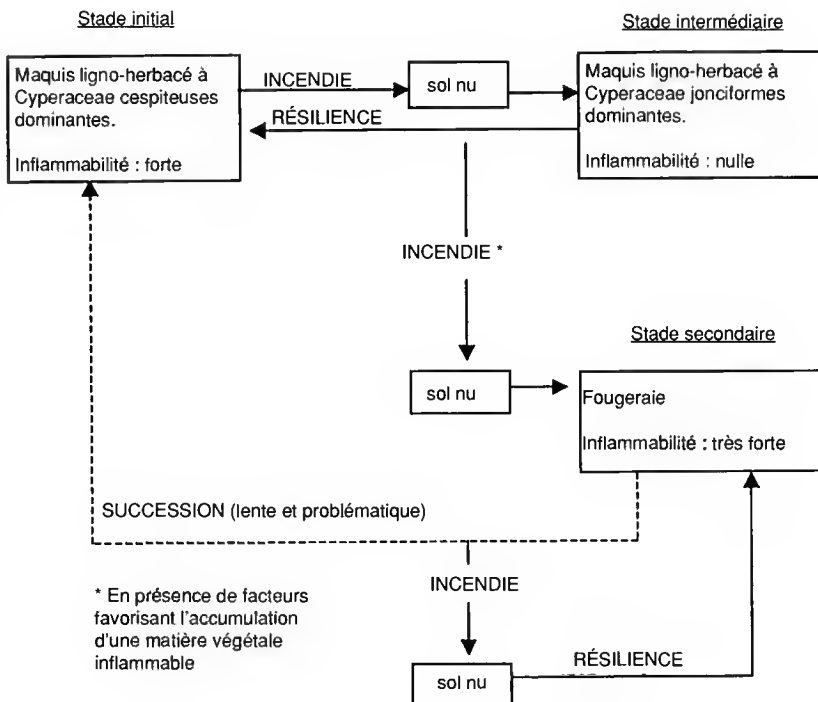 Stade initial
Stade intermédiaire
Maquis ligno-herbacé à
Cyperaceae cespiteuses
dominantes.
Inflammabilité : forte
INCENDIE
sol nu
RÉSILIENCE
Maquis ligno-herbacé à
Cyperaceae jonciformes
dominantes.
Inflammabilité : nulle
INCENDIE *
Stade secondaire
sol nu
Fougeraie
Inflammabilité : très forte
SUCCESSION (lente et problématique)
* En présence de facteurs
favorisant l'accumulation
d'une matière végétale
inflammable
INCENDIE
sol nu
RÉSILIENCE